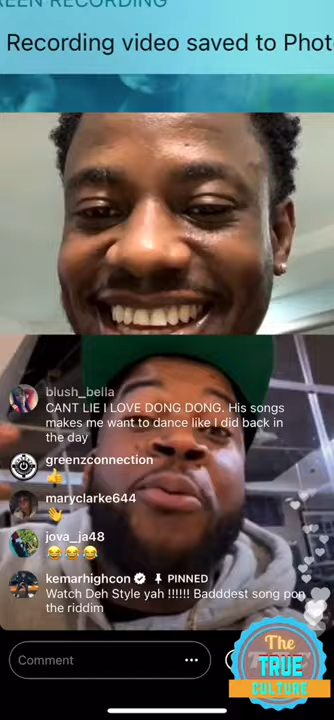 REEN RECORDING
Recording video saved to Phot
blush_bella
CANT LIE I LOVE DONG DONG. His songs
makes me want to dance like I did back in
the day
greenzconnection
👍
maryclarke644
👋
jova_ja48
😂😂😂
kemarhighcon PINNED
Watch Deh Style yah !!!!!! Badddest song pon
the riddim
Comment
The
TRUE
CULTURE